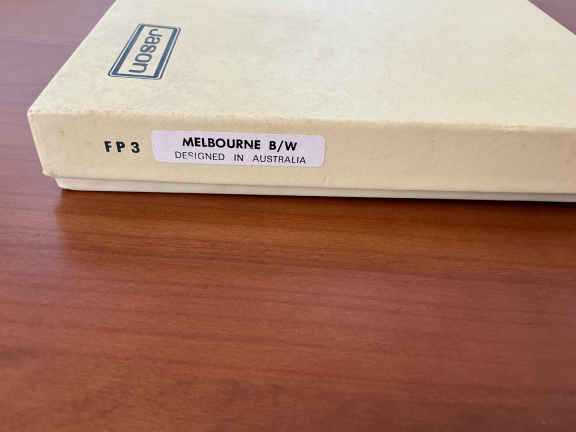 Jason
FP3
MELBOURNE B/W
DESIGNED IN AUSTRALIA